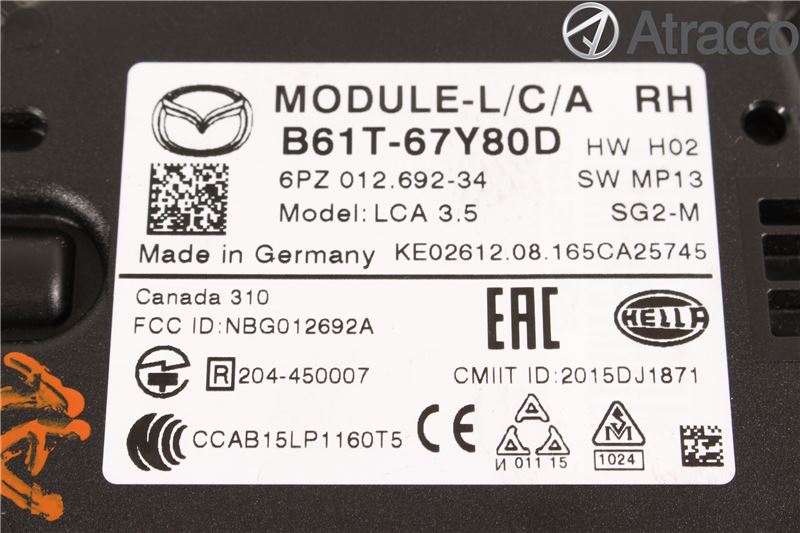 Atracco
MODULE-L/C/A RH
B61T-67Y80D HW H02
6PZ 012.692-34 SW MP13
Model: LCA 3.5 SG2-M
Made in Germany KE02612.08.165CA25745
Canada 310
FCC ID: NBG012692A
EAC
HELLA
R 204-450007
CMIIT ID: 2015DJ1871
CCAB15LP1160T5 CE
И 011 15
1024